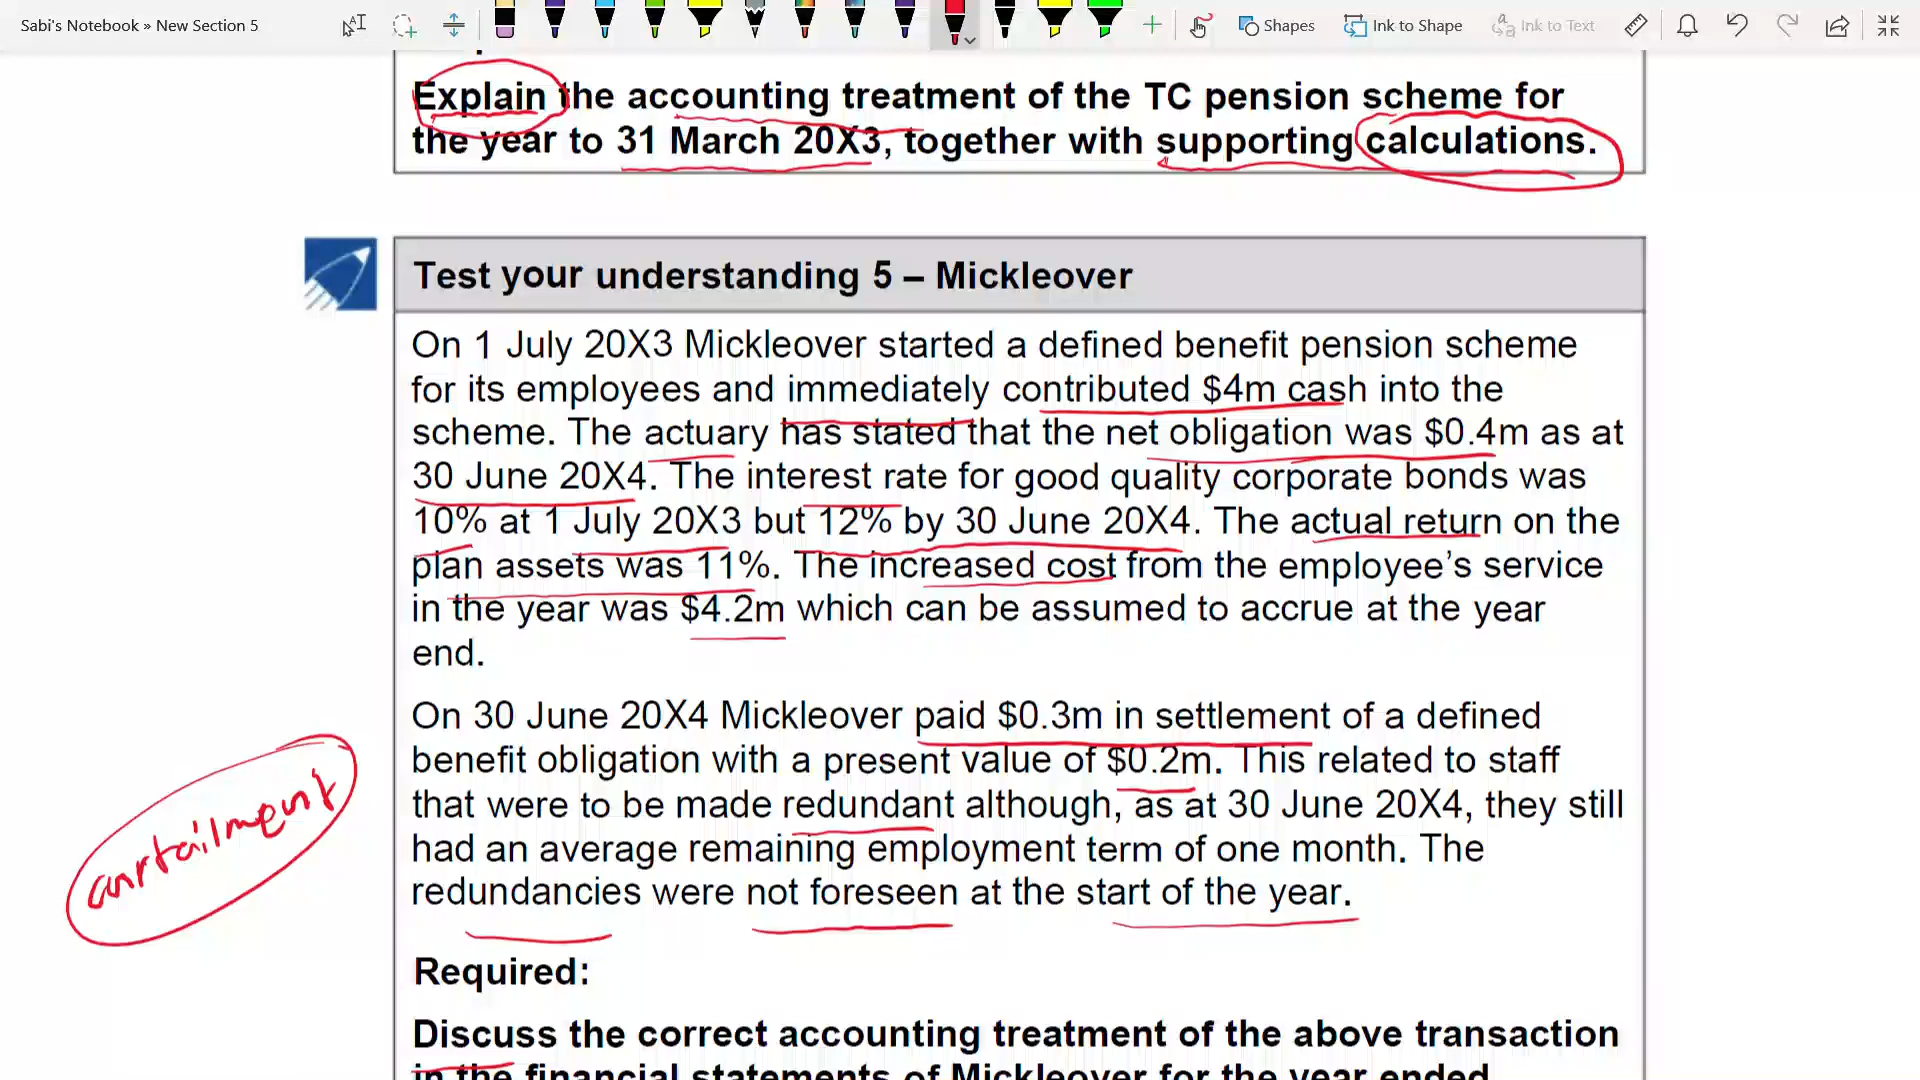 Sabi's Notebook » New Section 5
Shapes
Ink to Shape
Ink to Text
Explain the accounting treatment of the TC pension scheme for
the year to 31 March 20X3, together with supporting calculations.
Test your understanding 5 – Mickleover
On 1 July 20X3 Mickleover started a defined benefit pension scheme
for its employees and immediately contributed $4m cash into the
scheme. The actuary has stated that the net obligation was $0.4m as at
30 June 20X4. The interest rate for good quality corporate bonds was
10% at 1 July 20X3 but 12% by 30 June 20X4. The actual return on the
plan assets was 11%. The increased cost from the employee’s service
in the year was $4.2m which can be assumed to accrue at the year
end.
On 30 June 20X4 Mickleover paid $0.3m in settlement of a defined
benefit obligation with a present value of $0.2m. This related to staff
that were to be made redundant although, as at 30 June 20X4, they still
had an average remaining employment term of one month. The
redundancies were not foreseen at the start of the year.
curtailment
Required:
Discuss the correct accounting treatment of the above transaction
in the financial statements of Mickleover for the year ended